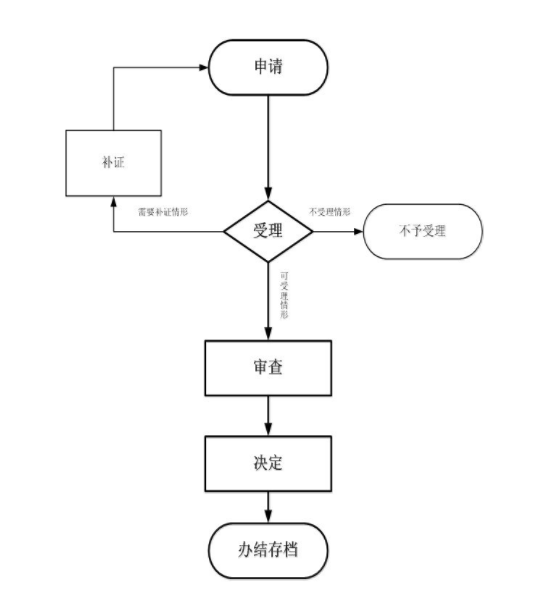 申请
补证
需要补证情形
受理
不受理情形
不予受理
可受理情形
审查
决定
办结存档